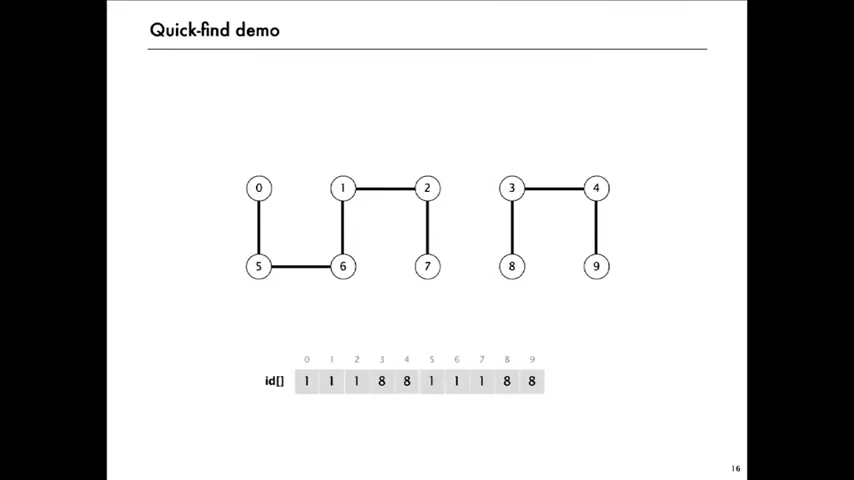 Quick-find demo
0 1 2 3 4
5 6 7 8 9
0 1 2 3 4 5 6 7 8 9
id[] 1 1 1 8 8 1 1 1 8 8
16